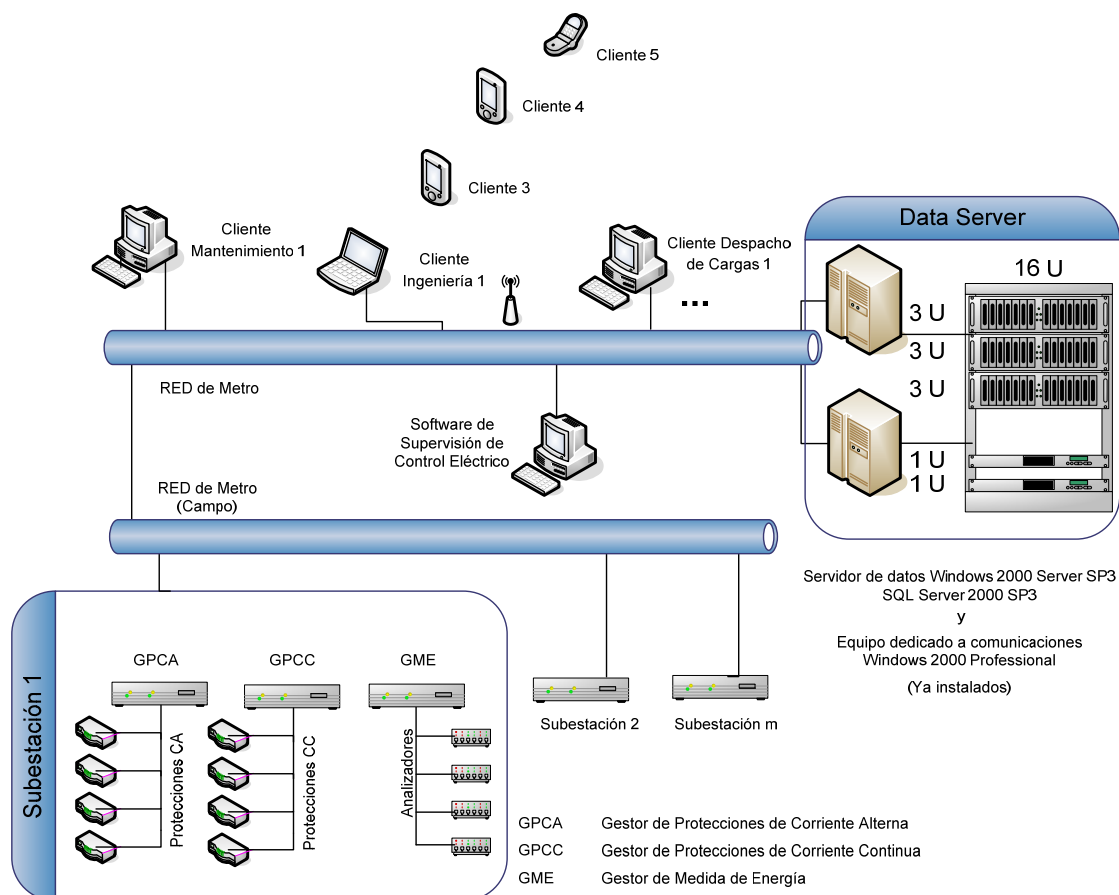 Cliente 5
Cliente 4
Cliente 3
Cliente
Mantenimiento 1
Cliente
Ingeniería 1
Cliente Despacho
de Cargas 1
...
Data Server
16 U
3 U
3 U
3 U
1 U
1 U
RED de Metro
Software de
Supervisión de
Control Eléctrico
RED de Metro
(Campo)
Servidor de datos Windows 2000 Server SP3
SQL Server 2000 SP3
y
Equipo dedicado a comunicaciones
Windows 2000 Professional
(Ya instalados)
Subestación 1
GPCA
GPCC
GME
Protecciones CA
Protecciones CC
Analizadores
Subestación 2
Subestación m
GPCA Gestor de Protecciones de Corriente Alterna
GPCC Gestor de Protecciones de Corriente Continua
GME Gestor de Medida de Energía